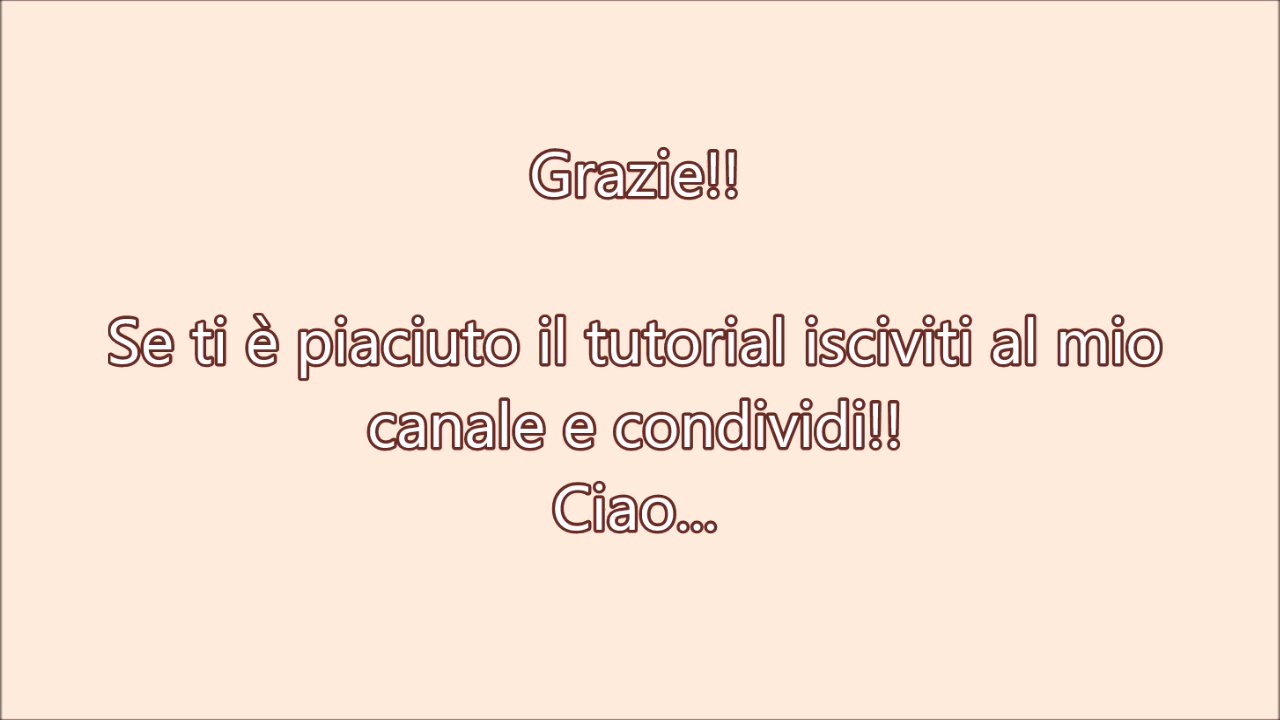 Grazie!!
Se ti è piaciuto il tutorial isciviti al mio
canale e condividi!!
Ciao...